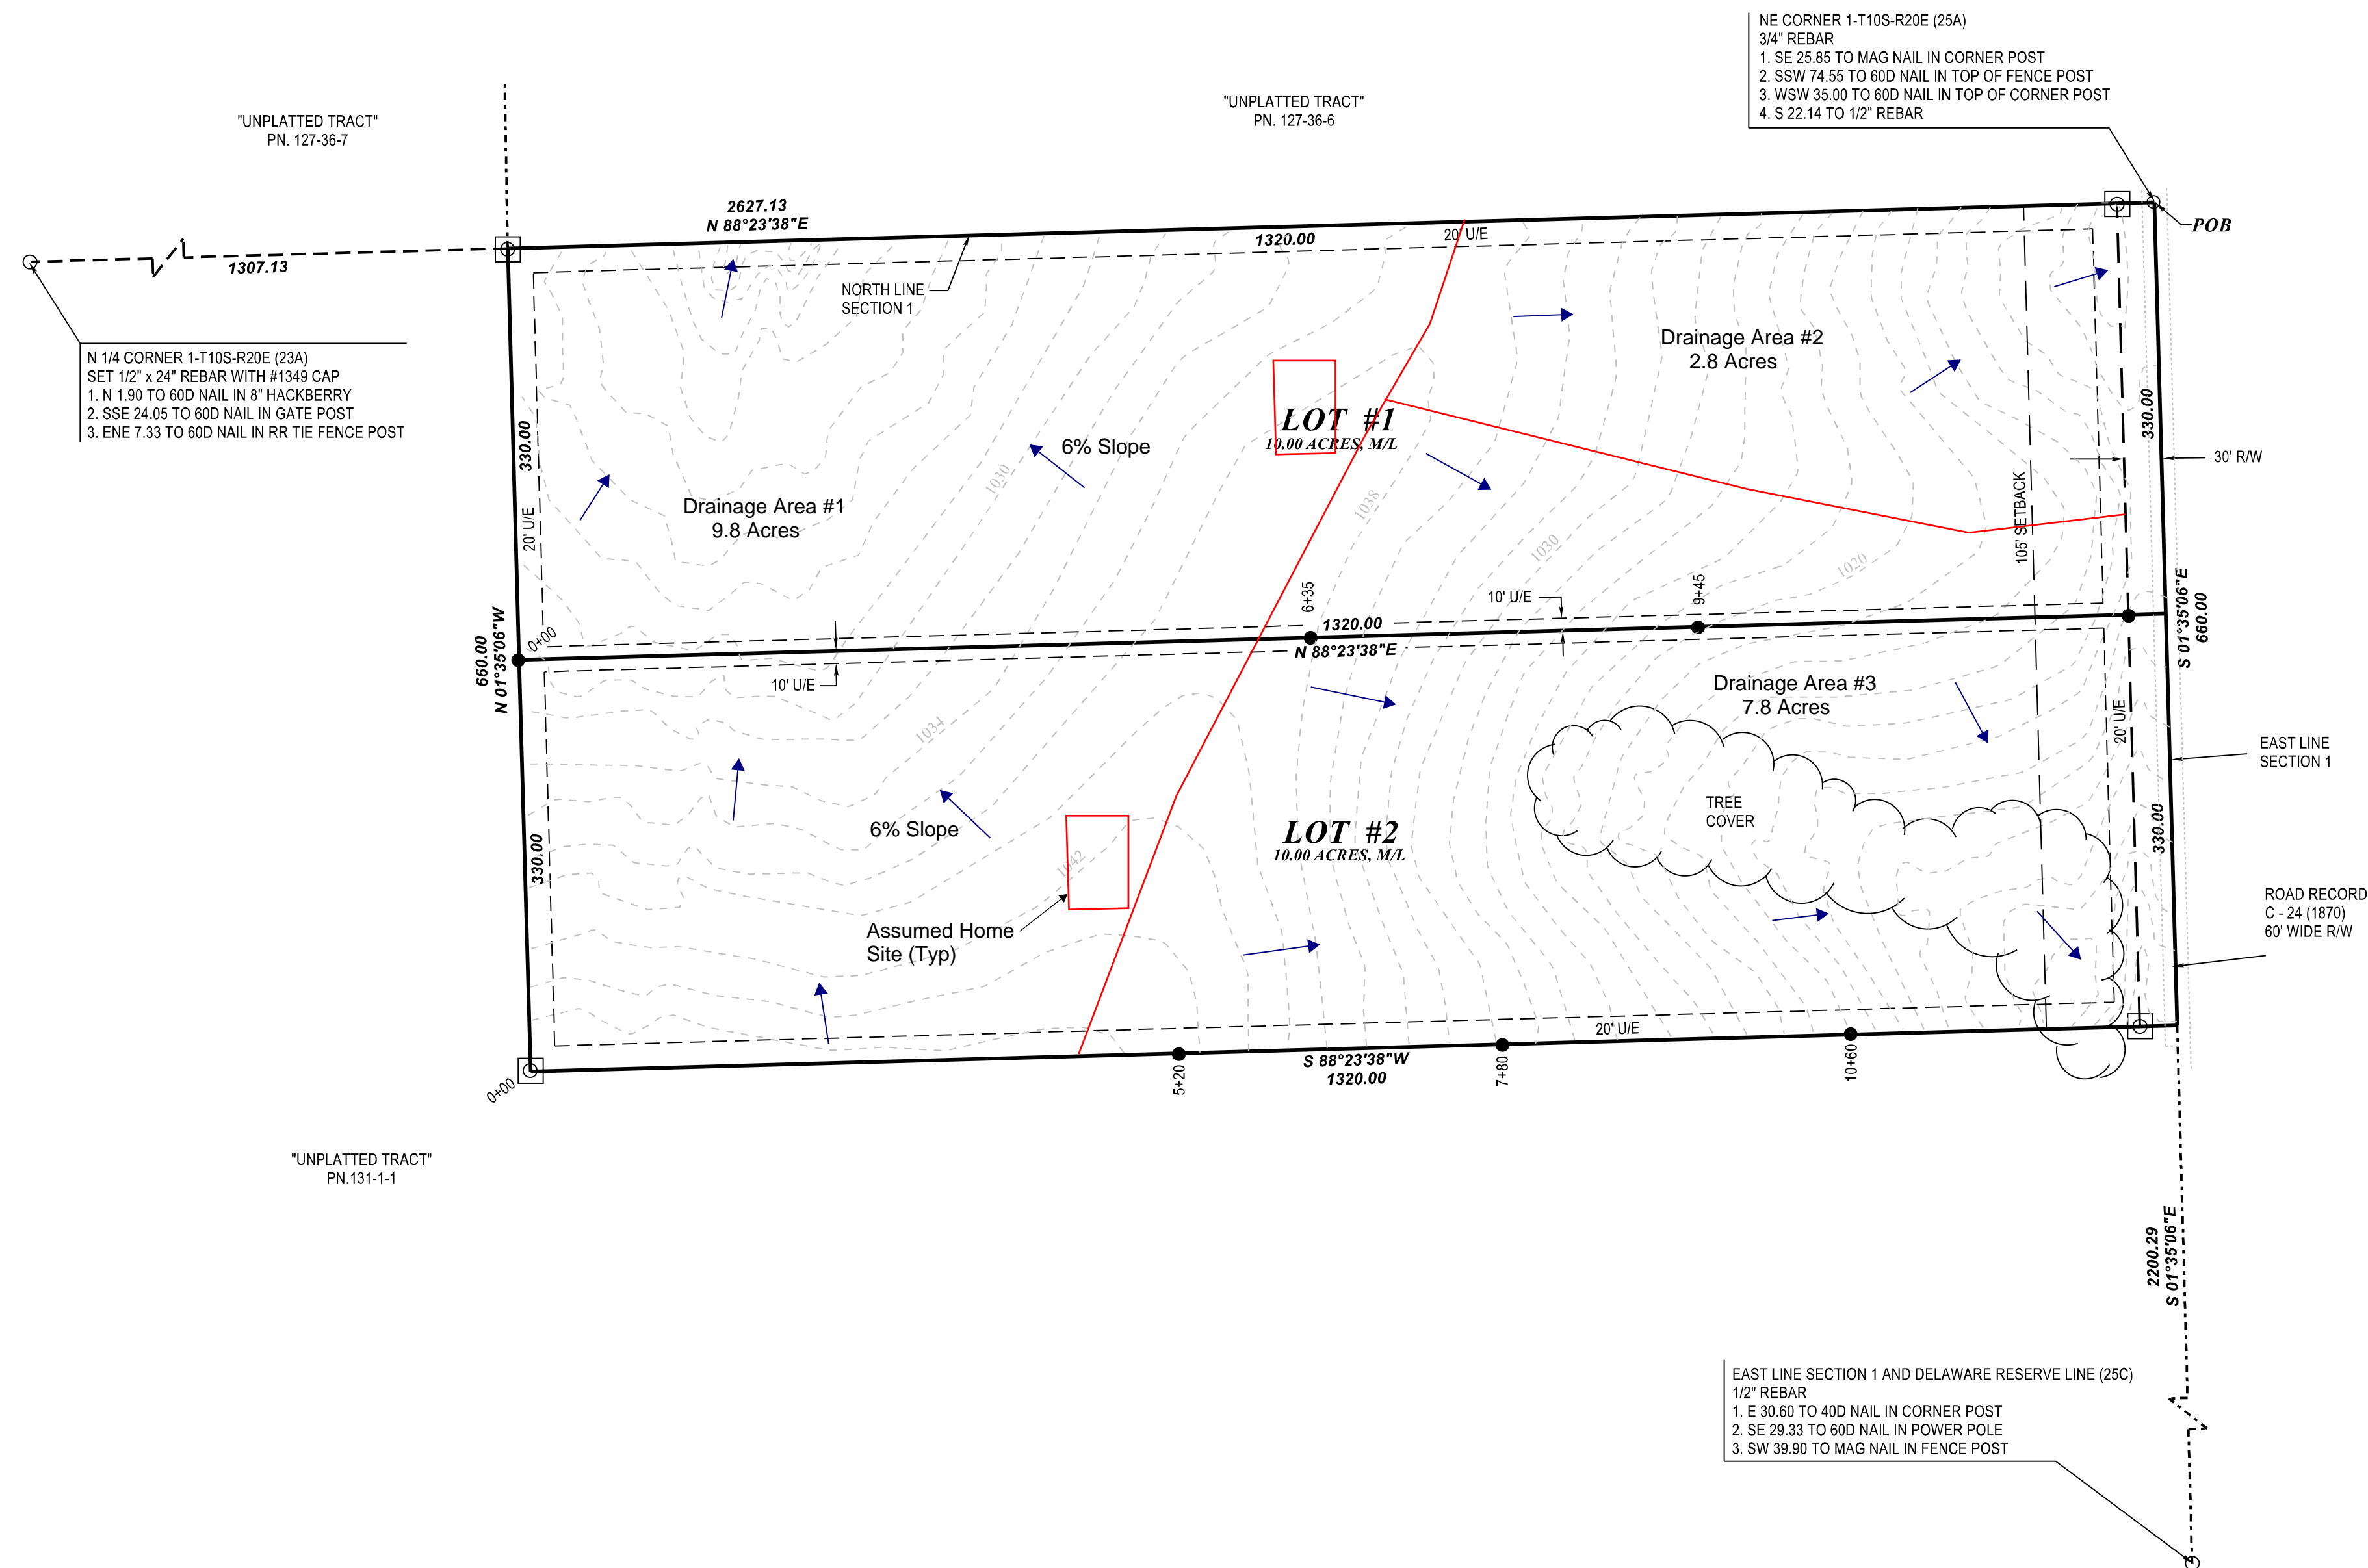 NE CORNER 1-T10S-R20E (25A)
3/4" REBAR
1. SE 25.85 TO MAG NAIL IN CORNER POST
2. SSW 74.55 TO 60D NAIL IN TOP OF FENCE POST
3. WSW 35.00 TO 60D NAIL IN TOP OF CORNER POST
4. S 22.14 TO 1/2" REBAR
"UNPLATTED TRACT"
PN. 127-36-7
"UNPLATTED TRACT"
PN. 127-36-6
2627.13
N 88°23'38"E
1307.13
1320.00
20' U/E
POB
NORTH LINE
SECTION 1
N 1/4 CORNER 1-T10S-R20E (23A)
SET 1/2" x 24" REBAR WITH #1349 CAP
1. N 1.90 TO 60D NAIL IN 8" HACKBERRY
2. SSE 24.05 TO 60D NAIL IN GATE POST
3. ENE 7.33 TO 60D NAIL IN RR TIE FENCE POST
Drainage Area #2
2.8 Acres
LOT #1
10.00 ACRES, M/L
6% Slope
330.00
330.00
30' R/W
1030
1038
Drainage Area #1
9.8 Acres
20' U/E
1030
1020
105' SETBACK
6+35
9+45
10' U/E
1320.00
N 88°23'38"E
0+00
660.00
N 01°35'06"W
S 01°35'06"E
660.00
10' U/E
Drainage Area #3
7.8 Acres
1034
20' U/E
EAST LINE
SECTION 1
TREE
COVER
6% Slope
LOT #2
10.00 ACRES, M/L
330.00
330.00
1042
ROAD RECORD
C - 24 (1870)
60' WIDE R/W
Assumed Home
Site (Typ)
20' U/E
S 88°23'38"W
1320.00
0+00
5+20
7+80
10+60
"UNPLATTED TRACT"
PN.131-1-1
2200.29
S 01°35'06"E
EAST LINE SECTION 1 AND DELAWARE RESERVE LINE (25C)
1/2" REBAR
1. E 30.60 TO 40D NAIL IN CORNER POST
2. SE 29.33 TO 60D NAIL IN POWER POLE
3. SW 39.90 TO MAG NAIL IN FENCE POST